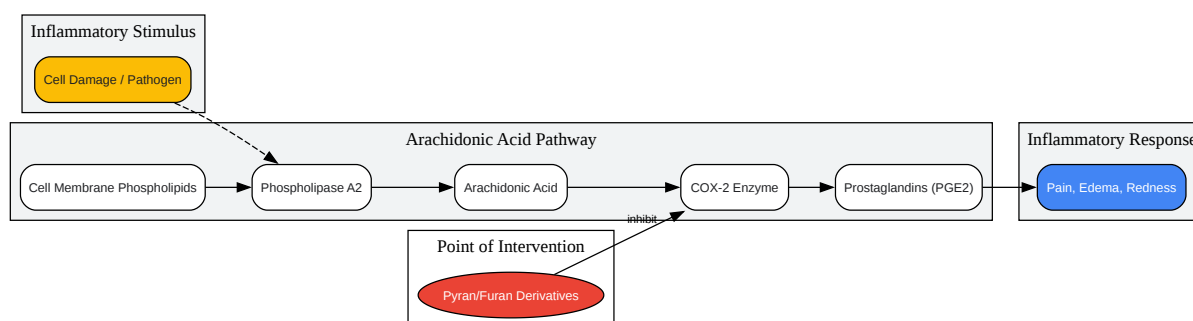 Inflammatory Stimulus
Cell Damage / Pathogen
Arachidonic Acid Pathway
Inflammatory Response
Cell Membrane Phospholipids
Phospholipase A2
Arachidonic Acid
COX-2 Enzyme
Prostaglandins (PGE2)
Pain, Edema, Redness
inhibit
Point of Intervention
Pyran/Furan Derivatives